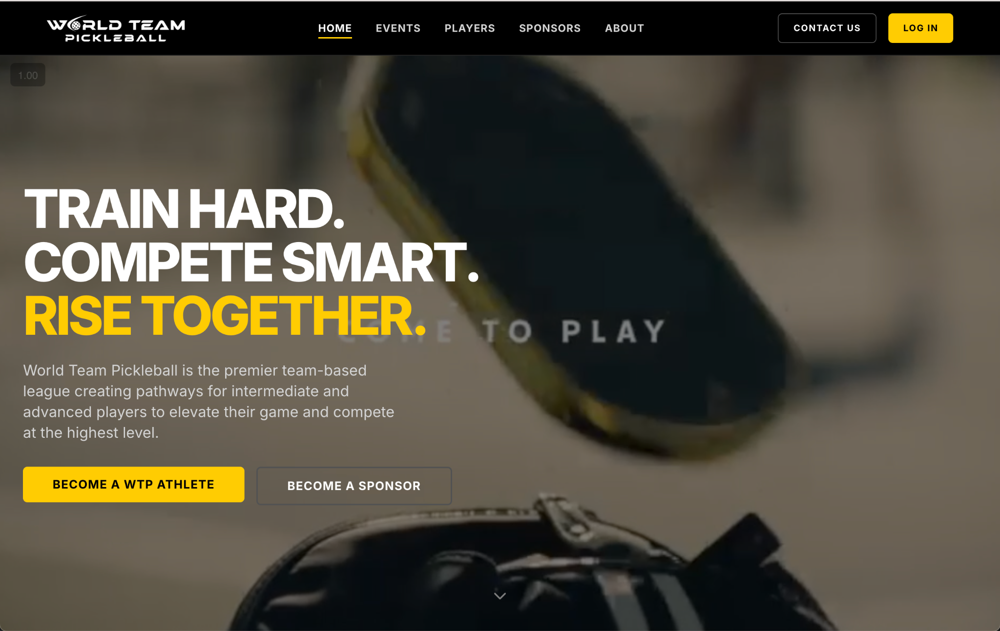 WORLD TEAM
PICKLEBALL
HOME
EVENTS
PLAYERS
SPONSORS
ABOUT
CONTACT US
LOG IN
1.00
TRAIN HARD.
COMPETE SMART.
RISE TOGETHER.
COME TO PLAY
World Team Pickleball is the premier team-based
league creating pathways for intermediate and
advanced players to elevate their game and compete
at the highest level.
BECOME A WTP ATHLETE
BECOME A SPONSOR